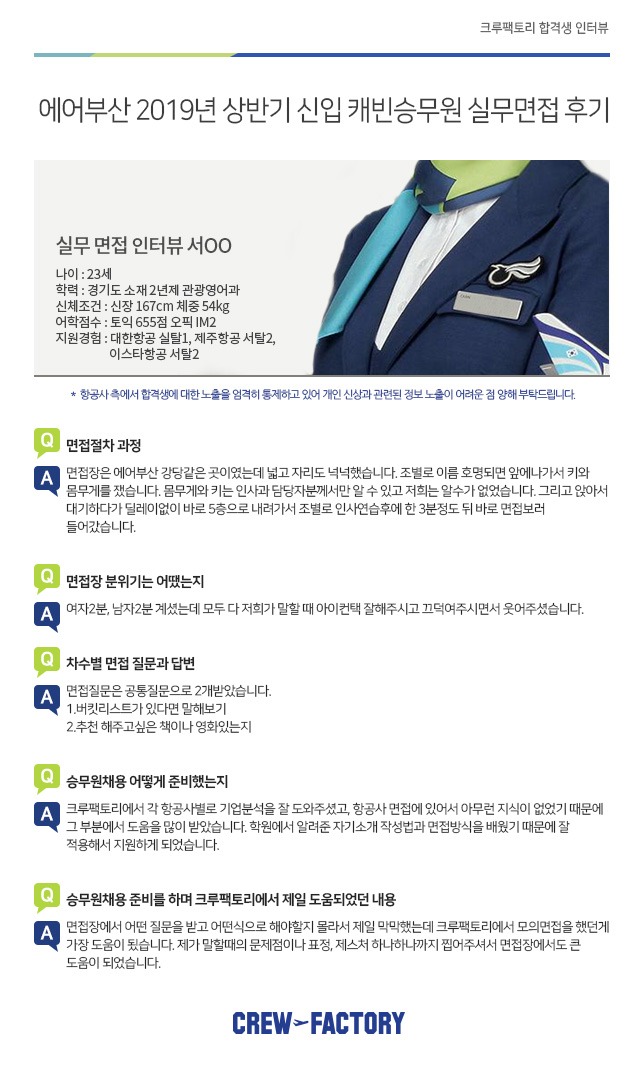 크루팩토리 합격생 인터뷰
에어부산 2019년 상반기 신입 캐빈승무원 실무면접 후기
실무 면접 인터뷰 서OO
나이 : 23세
학력 : 경기도 소재 2년제 관광영어과
신체조건 : 신장 167cm 체중 54kg
어학점수 : 토익 655점 오픽 IM2
지원경험 : 대한항공 실탈1, 제주항공 서탈2,
이스타항공 서탈2
* 항공사 측에서 합격생에 대한 노출을 엄격히 통제하고 있어 개인 신상과 관련된 정보 노출이 어려운 점 양해 부탁드립니다.
Q 면접절차 과정
A 면접장은 에어부산 강당같은 곳이였는데 넓고 자리도 넉넉했습니다. 조별로 이름 호명되면 앞에나가서 키와
몸무게를 쟀습니다. 몸무게와 키는 인사과 담당자분께서만 알 수 있고 저희는 알수가 없었습니다. 그리고 앉아서
대기하다가 딜레이없이 바로 5층으로 내려가서 조별로 인사연습후에 한 3분정도 뒤 바로 면접보러
들어갔습니다.
Q 면접장 분위기는 어땠는지
A 여자2분, 남자2분 계셨는데 모두 다 저희가 말할 때 아이컨택 잘해주시고 끄덕여주시면서 웃어주셨습니다.
Q 차수별 면접 질문과 답변
A 면접질문은 공통질문으로 2개받았습니다.
1.버킷리스트가 있다면 말해보기
2.추천 해주고싶은 책이나 영화있는지
Q 승무원채용 어떻게 준비했는지
A 크루팩토리에서 각 항공사별로 기업분석을 잘 도와주셨고, 항공사 면접에 있어서 아무런 지식이 없었기 때문에
그 부분에서 도움을 많이 받았습니다. 학원에서 알려준 자기소개 작성법과 면접방식을 배웠기 때문에 잘
적용해서 지원하게 되었습니다.
Q 승무원채용 준비를 하며 크루팩토리에서 제일 도움되었던 내용
A 면접장에서 어떤 질문을 받고 어떤식으로 해야할지 몰라서 제일 막막했는데 크루팩토리에서 모의면접을 했던게
가장 도움이 됬습니다. 제가 말할때의 문제점이나 표정, 제스처 하나하나까지 찝어주셔서 면접장에서도 큰
도움이 되었습니다.
CREW FACTORY